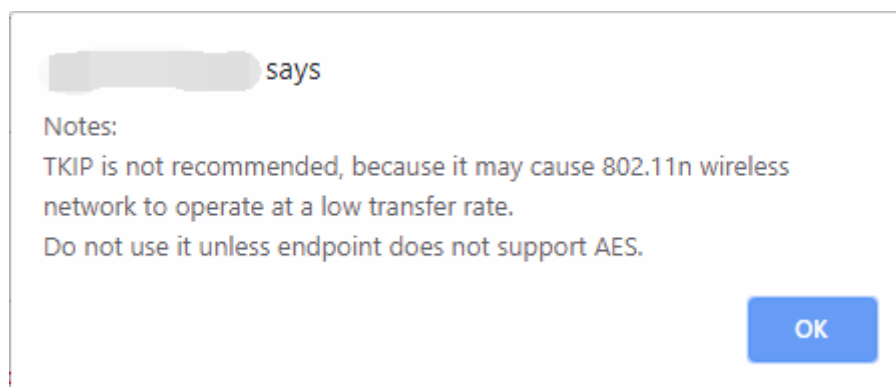 says
Notes:
TKIP is not recommended, because it may cause 802.11n wireless
network to operate at a low transfer rate.
Do not use it unless endpoint does not support AES.
OK